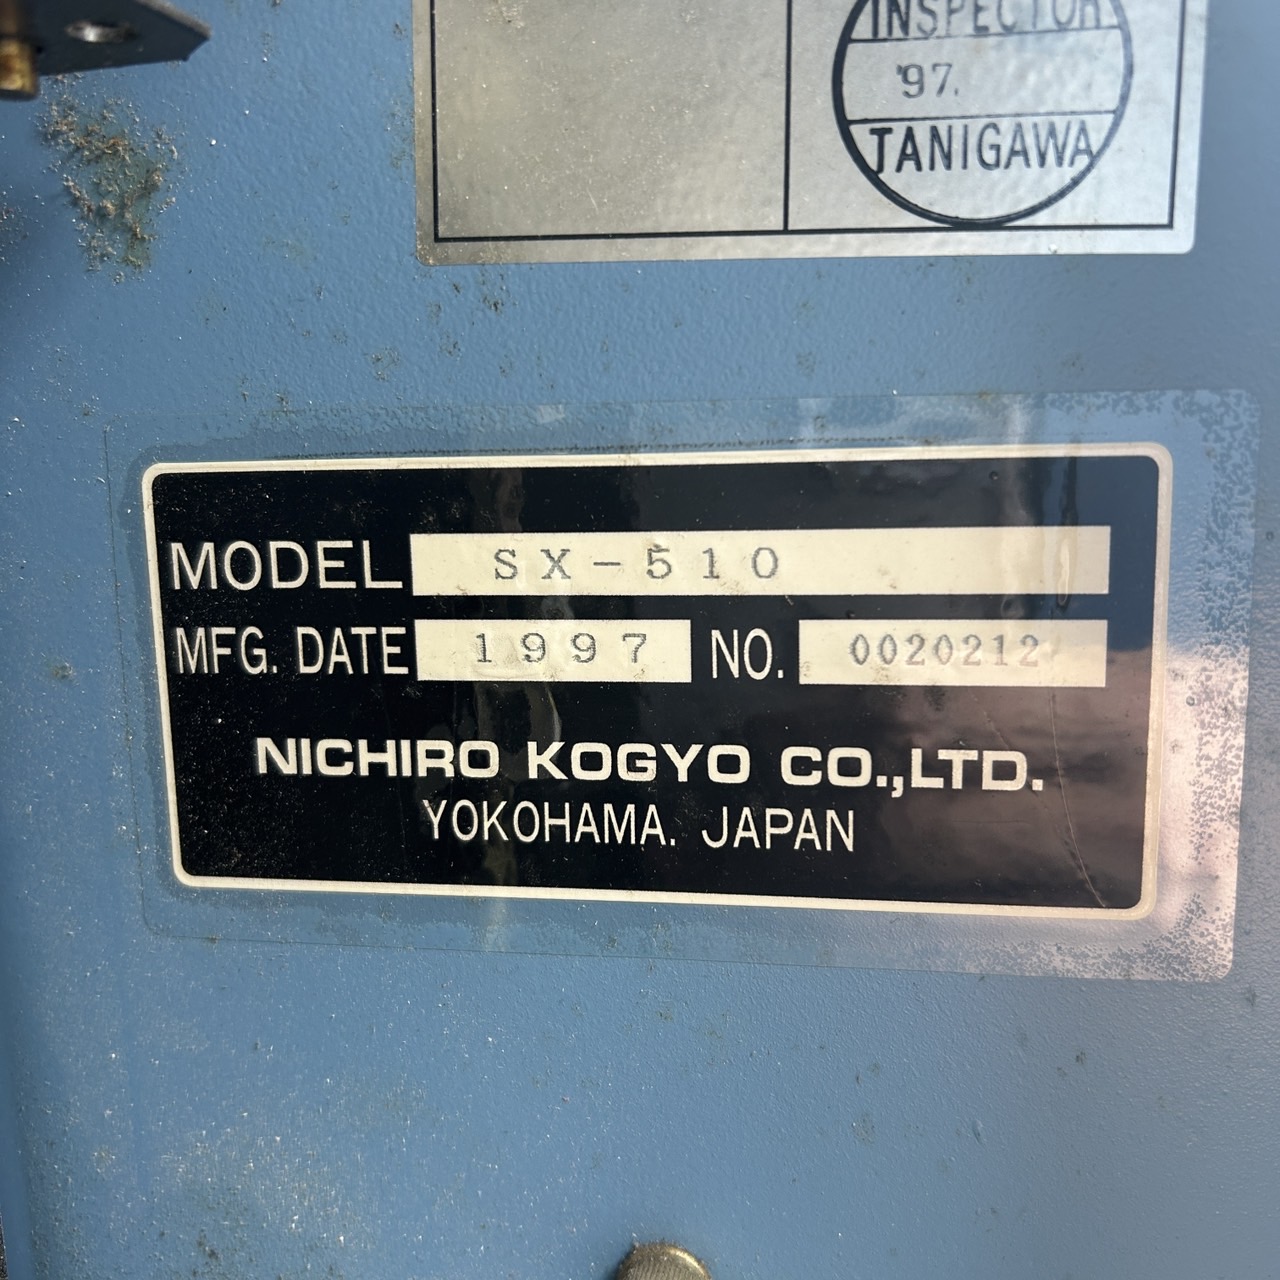 INSPECTOR
'97.
TANIGAWA
MODEL SX-510
MFG. DATE 1997 NO. 0020212
NICHIRO KOGYO CO.,LTD.
YOKOHAMA. JAPAN